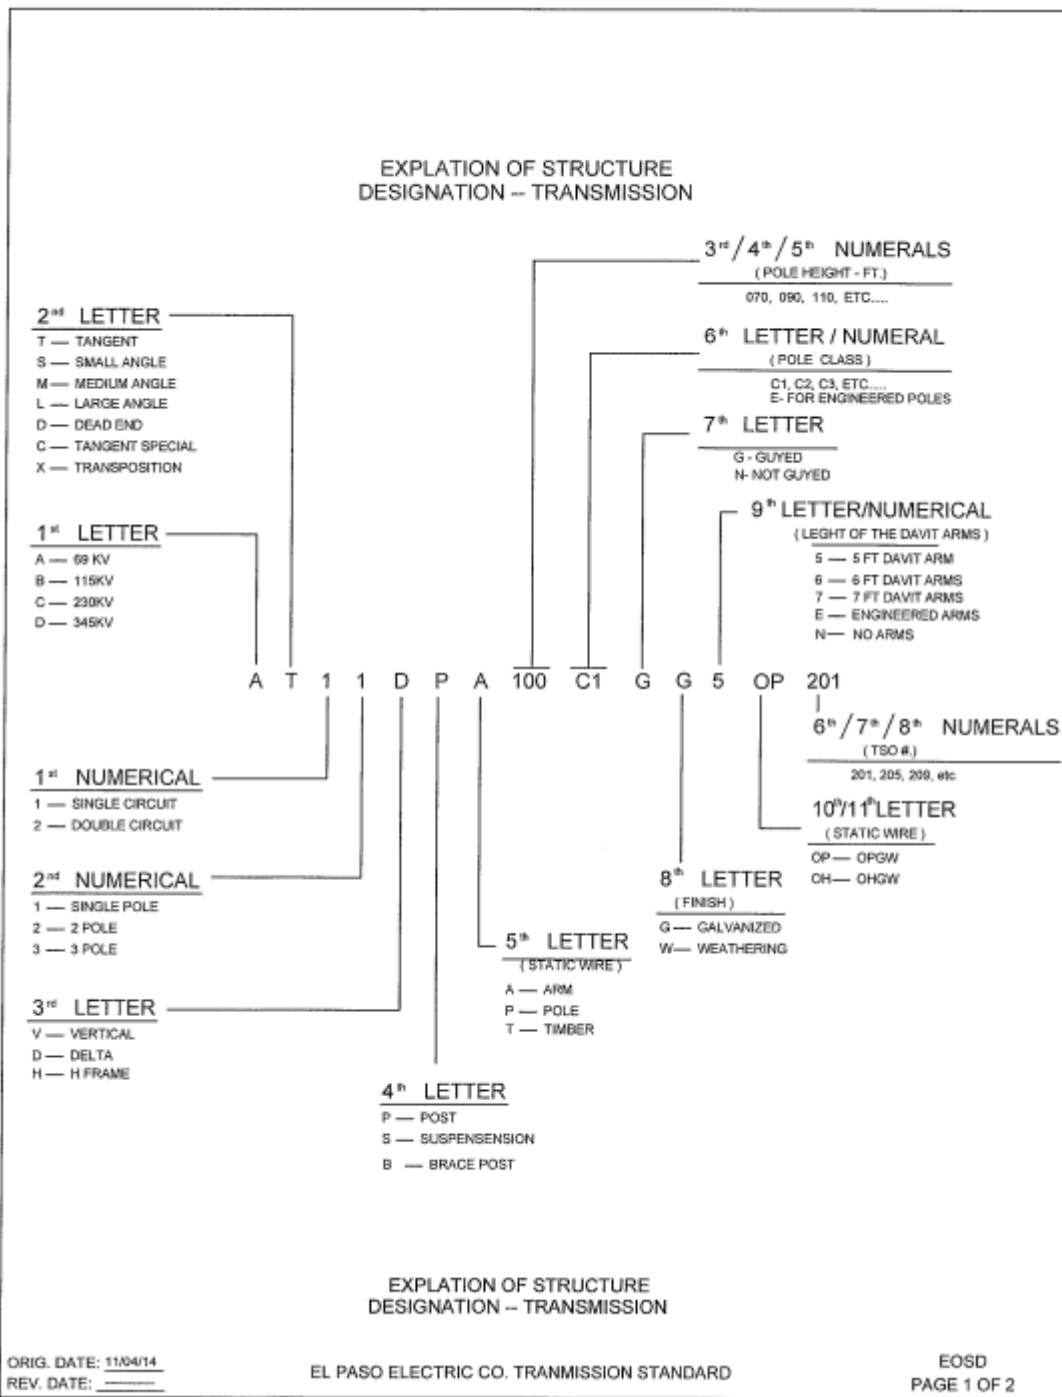 EXPLATION OF STRUCTURE
DESIGNATION -- TRANSMISSION
3rd/4th/5th NUMERALS
( POLE HEIGHT - FT.)
070, 090, 110, ETC....
2nd LETTER
T — TANGENT
S — SMALL ANGLE
M — MEDIUM ANGLE
L — LARGE ANGLE
D — DEAD END
C — TANGENT SPECIAL
X — TRANSPOSITION
6th LETTER / NUMERAL
( POLE CLASS )
C1, C2, C3, ETC....
E- FOR ENGINEERED POLES
7th LETTER
G - GUYED
N- NOT GUYED
1st LETTER
A — 69 KV
B — 115KV
C — 230KV
D — 345KV
9th LETTER/NUMERICAL
( LEGHT OF THE DAVIT ARMS )
5 — 5 FT DAVIT ARM
6 — 6 FT DAVIT ARMS
7 — 7 FT DAVIT ARMS
E — ENGINEERED ARMS
N — NO ARMS
A T 1 1 D P A 100 C1 G G 5 OP 201
6th/7th/8th NUMERALS
( TSO #.)
201, 205, 209, etc
1st NUMERICAL
1 — SINGLE CIRCUIT
2 — DOUBLE CIRCUIT
10th/11th LETTER
( STATIC WIRE )
OP — OPGW
OH — OHGW
2nd NUMERICAL
1 — SINGLE POLE
2 — 2 POLE
3 — 3 POLE
8th LETTER
( FINISH )
G — GALVANIZED
W — WEATHERING
5th LETTER
( STATIC WIRE )
A — ARM
P — POLE
T — TIMBER
3rd LETTER
V — VERTICAL
D — DELTA
H — H FRAME
4th LETTER
P — POST
S — SUSPENSENSION
B — BRACE POST
EXPLATION OF STRUCTURE
DESIGNATION -- TRANSMISSION
ORIG. DATE: 11/04/14
REV. DATE:
EL PASO ELECTRIC CO. TRANMISSION STANDARD
EOSD
PAGE 1 OF 2